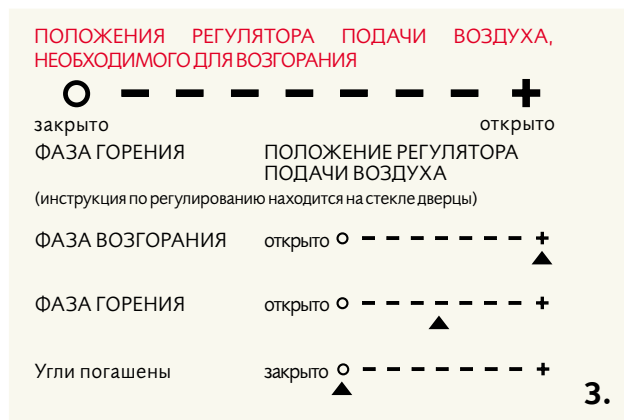 ПОЛОЖЕНИЯ РЕГУЛЯТОРА ПОДАЧИ ВОЗДУХА,
НЕОБХОДИМОГО ДЛЯ ВОЗГОРАНИЯ
закрыто открыто
ФАЗА ГОРЕНИЯ ПОЛОЖЕНИЕ РЕГУЛЯТОРА
ПОДАЧИ ВОЗДУХА
(инструкция по регулированию находится на стекле дверцы)
ФАЗА ВОЗГОРАНИЯ открыто
ФАЗА ГОРЕНИЯ открыто
Угли погашены закрыто
3.